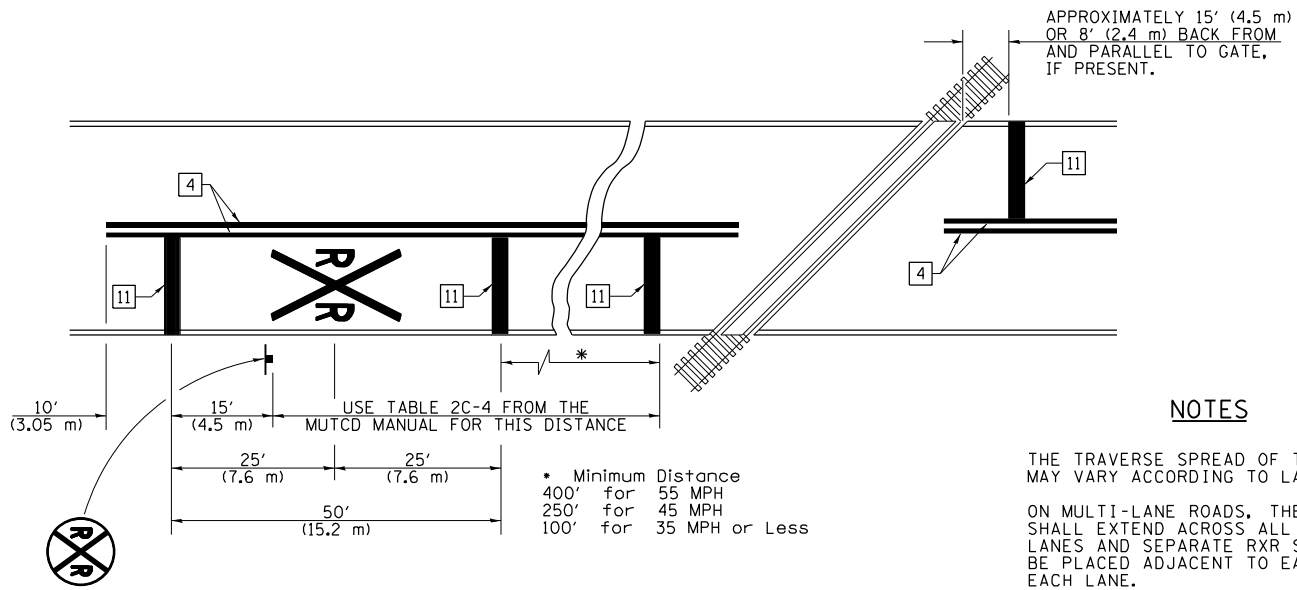 APPROXIMATELY 15' (4.5 m)
OR 8' (2.4 m) BACK FROM
AND PARALLEL TO GATE,
IF PRESENT.
4
11
11
R
R
11
11
4
*
10'
(3.05 m)
15'
(4.5 m)
USE TABLE 2C-4 FROM THE
MUTCD MANUAL FOR THIS DISTANCE
25'
(7.6 m)
25'
(7.6 m)
50'
(15.2 m)
* Minimum Distance
400' for 55 MPH
250' for 45 MPH
100' for 35 MPH or Less
R
R
NOTES
THE TRAVERSE SPREAD OF
MAY VARY ACCORDING TO
ON MULTI-LANE ROADS, THE
SHALL EXTEND ACROSS ALL
LANES AND SEPARATE RXR
BE PLACED ADJACENT TO
EACH LANE.